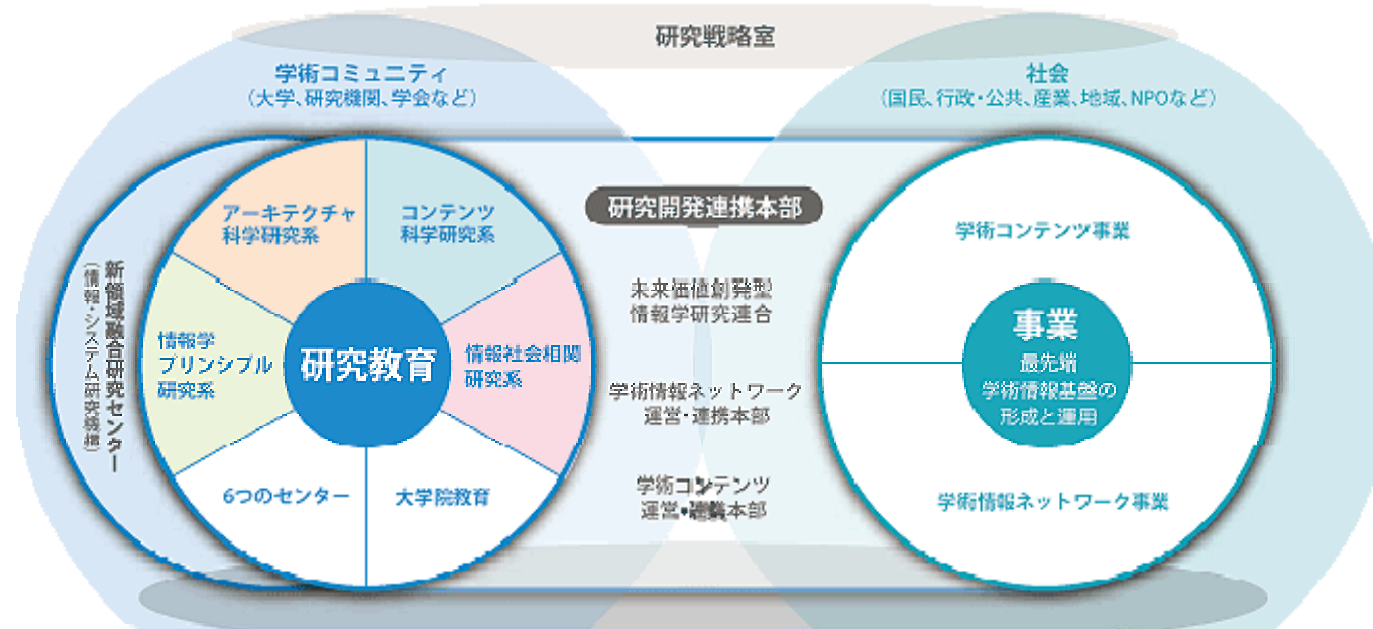 研究戦略室
学術コミュニティ
（大学、研究機関、学会など）
社会
（国民、行政・公共、産業、地域、NPOなど）
新領域融合研究センター
（情報・システム研究機構）
アーキテクチャ
科学研究系
コンテンツ
科学研究系
情報学
プリンシプル
研究系
研究教育
情報社会相関
研究系
6つのセンター
大学院教育
研究開発連携本部
未来価値創発型
情報学研究連合
学術情報ネットワーク
運営・連携本部
学術コンテンツ
運営・連携本部
学術コンテンツ事業
事業
最先端
学術情報基盤の
形成と運用
学術情報ネットワーク事業